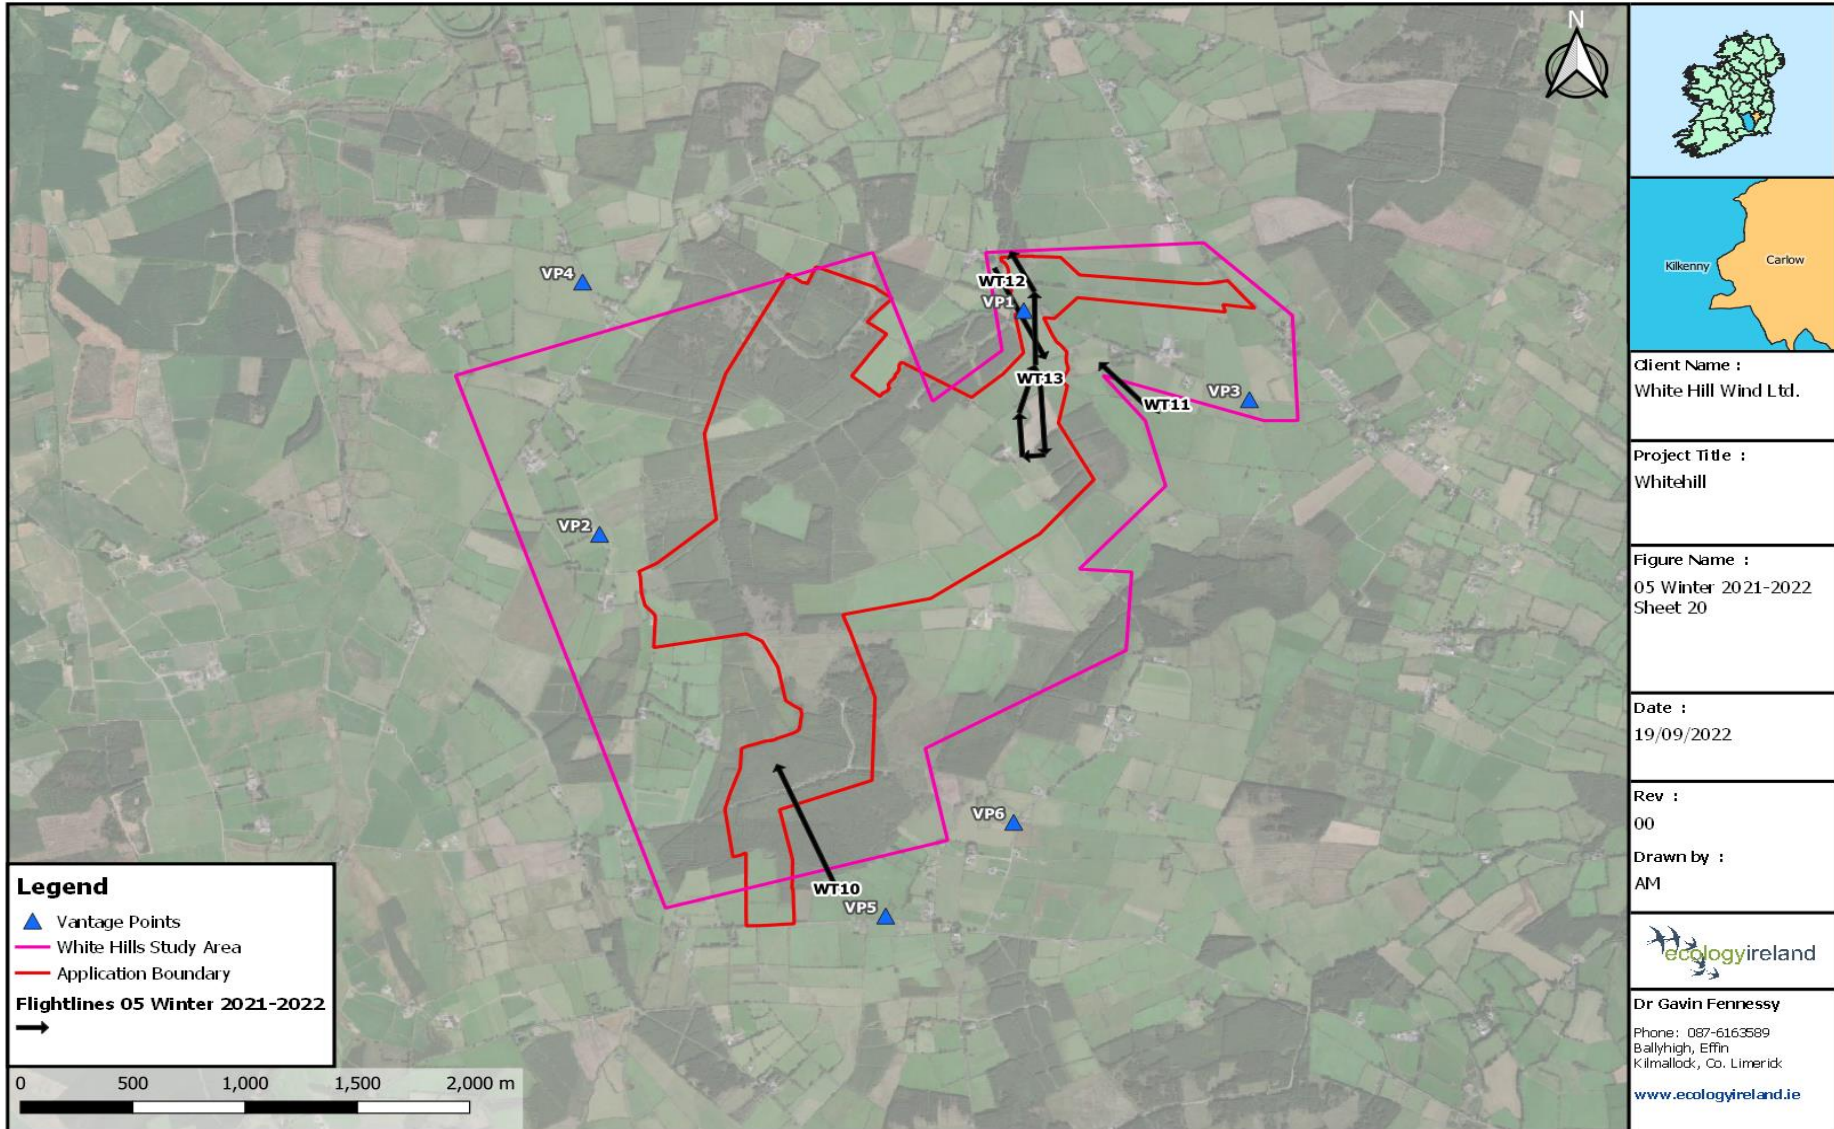 N
VP4
WT12
VP1
WT13
VP3
WT11
VP2
VP6
WT10
VP5
Legend
Vantage Points
White Hills Study Area
Application Boundary
Flightlines 05 Winter 2021-2022
0 500 1,000 1,500 2,000 m
Kilkenny
Carlow
Client Name :
White Hill Wind Ltd.
Project Title :
Whitehill
Figure Name :
05 Winter 2021-2022
Sheet 20
Date :
19/09/2022
Rev :
00
Drawn by :
AM
ecologyireland
Dr Gavin Fennessy
Phone: 087-6163589
Ballyhigh, Effin
Kilmallock, Co. Limerick
www.ecologyireland.ie